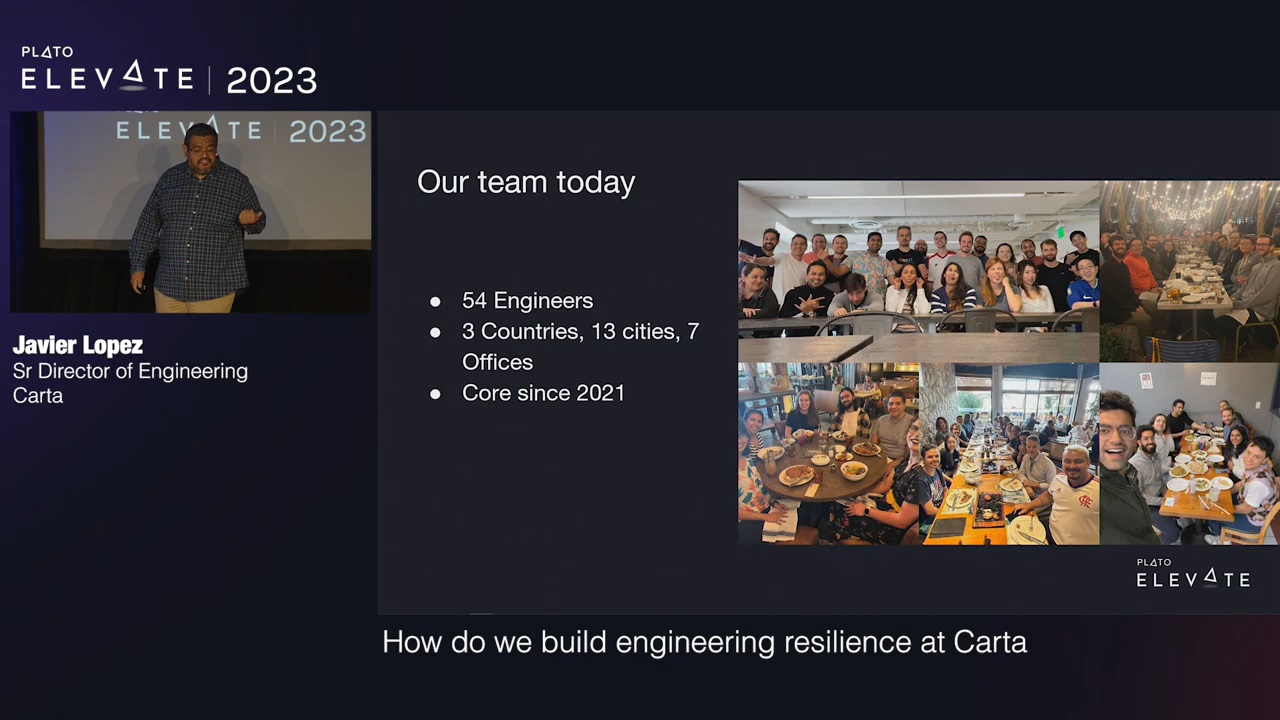 PLATO
ELEVATE | 2023
ELEVATE | 2023
Javier Lopez
Sr Director of Engineering
Carta
Our team today
● 54 Engineers
● 3 Countries, 13 cities, 7
Offices
● Core since 2021
PLATO
ELEVATE
How do we build engineering resilience at Carta